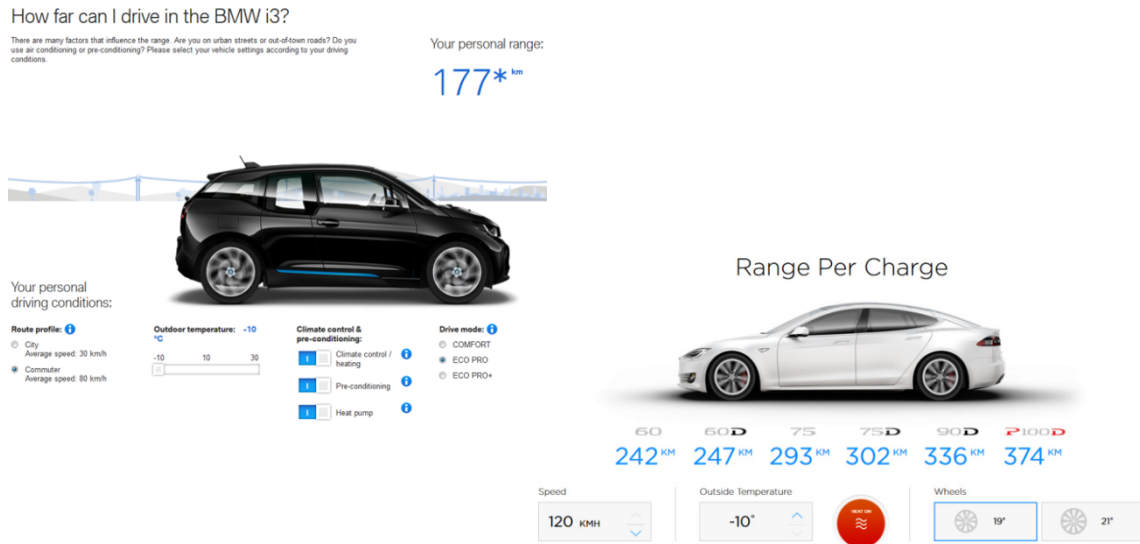 How far can I drive in the BMW i3?
There are many factors that influence the range. Are you on urban streets or out-of-town roads? Do you
use air conditioning or pre-conditioning? Please select your vehicle settings according to your driving
conditions.
Your personal range:
177* km
Your personal
driving conditions:
Route profile:
City
Average speed: 30 km/h
Commuter
Average speed: 80 km/h
Outdoor temperature: -10
°C
-10 10 30
Climate control &
pre-conditioning:
Climate control /
heating
Pre-conditioning
Heat pump
Drive mode:
COMFORT
ECO PRO
ECO PRO+
Range Per Charge
60 60D 75 75D 90D P100D
242 KM 247 KM 293 KM 302 KM 336 KM 374 KM
Speed
120 KMH
Outside Temperature
-10°
HEAT ON
Wheels
19"
21"